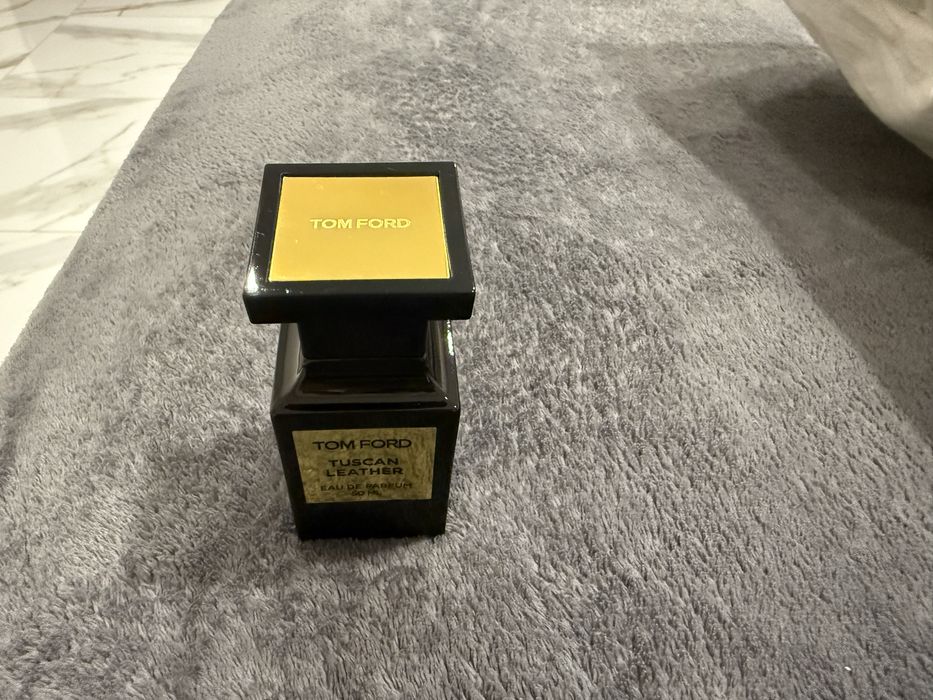 TOM FORD
TOM FORD
TUSCAN
LEATHER
EAU DE PARFUM
50 ML